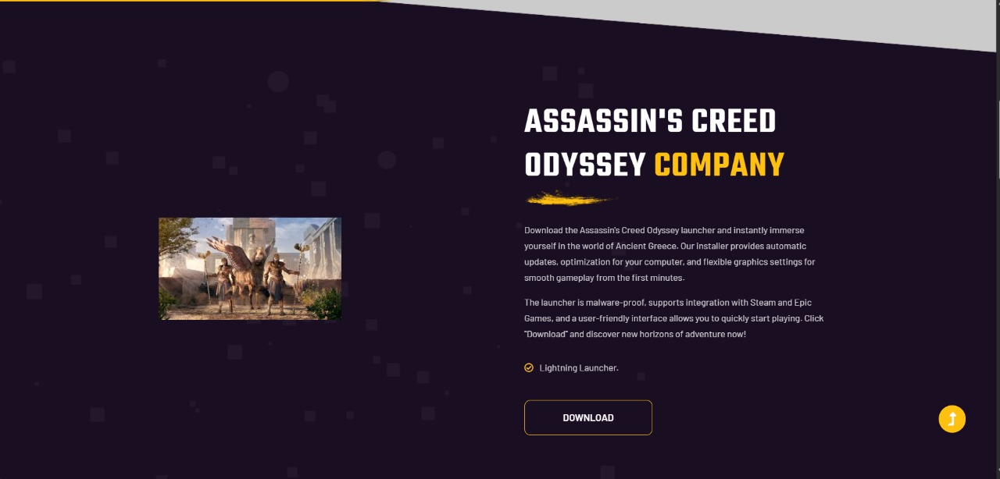 ASSASSIN'S CREED
ODYSSEY COMPANY
Download the Assassin's Creed Odyssey launcher and instantly immerse
yourself in the world of Ancient Greece. Our installer provides automatic
updates, optimization for your computer, and flexible graphics settings for
smooth gameplay from the first minutes.
The launcher is malware-proof, supports integration with Steam and Epic
Games, and a user-friendly interface allows you to quickly start playing. Click
"Download" and discover new horizons of adventure now!
Lightning Launcher.
DOWNLOAD